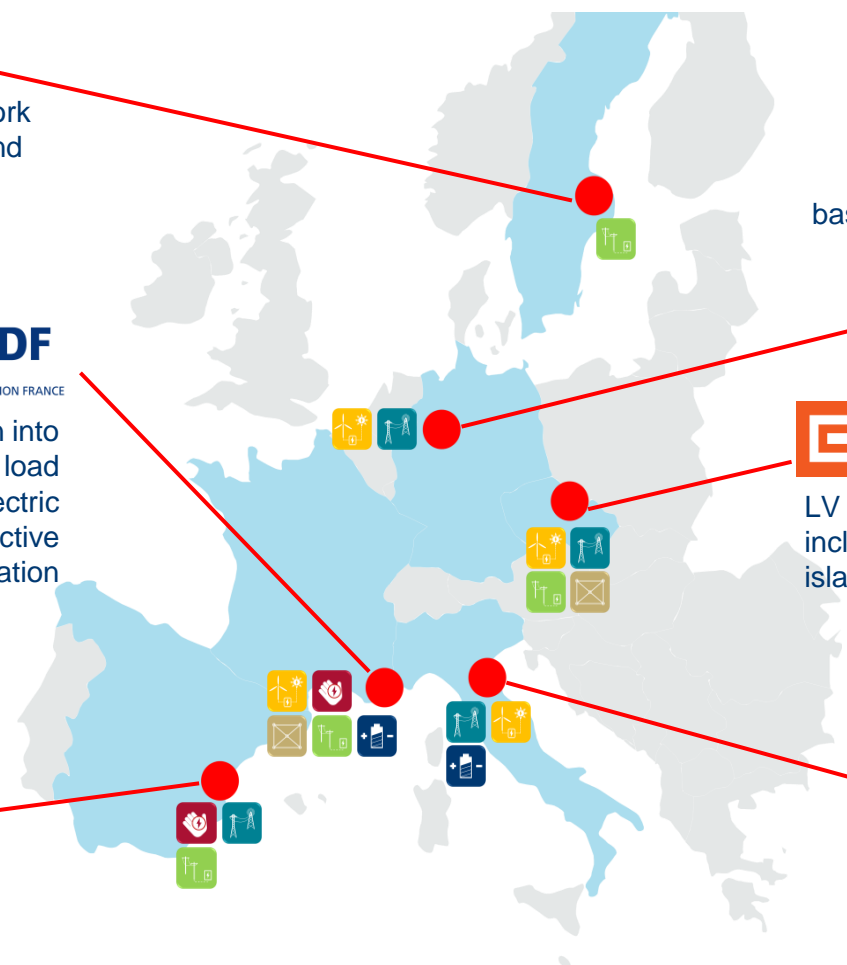 ork
nd
bas
DF
ION FRANCE
n into
load
ectric
ctive
ation
LV
incl
isla